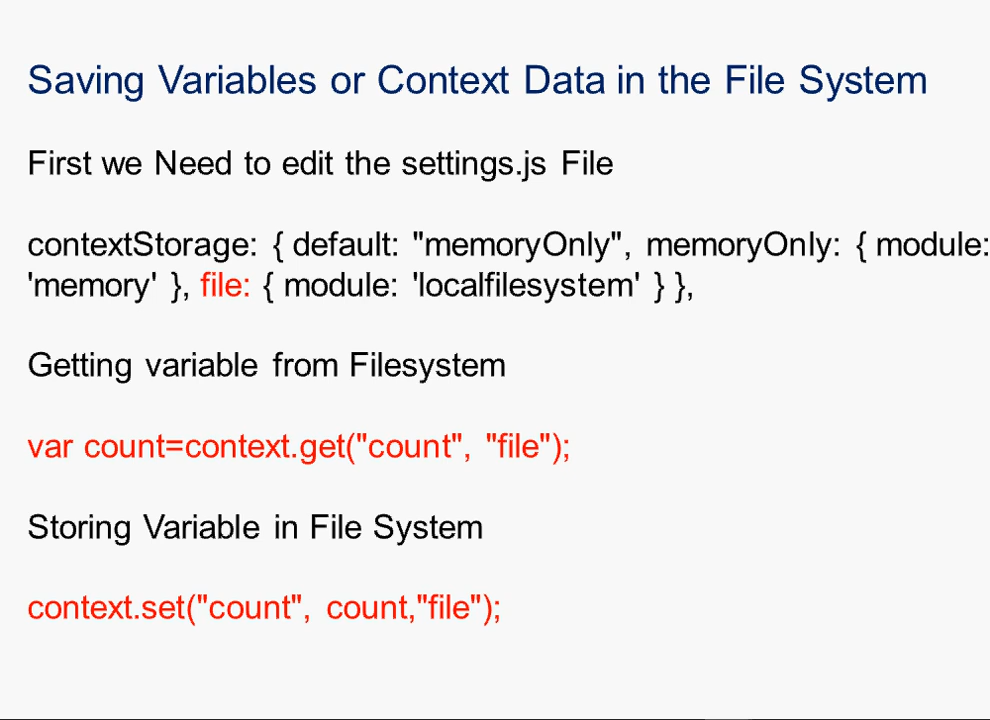 Saving Variables or Context Data in the File System
First we Need to edit the settings.js File
contextStorage: { default: "memoryOnly", memoryOnly: { module:
'memory' }, file: { module: 'localfilesystem' } },
Getting variable from Filesystem
var count=context.get("count", "file");
Storing Variable in File System
context.set("count", count,"file");